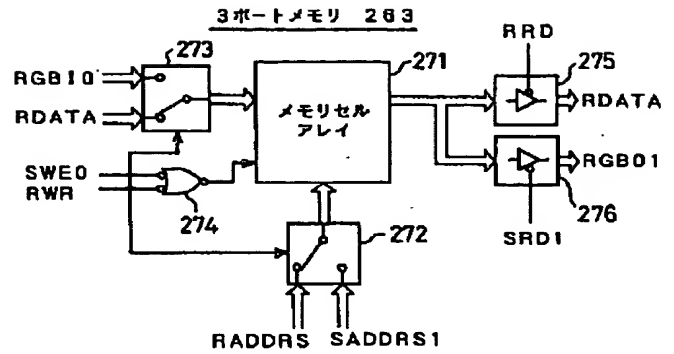 3ポートメモリ 263
273
RGBI0
RDATA
SWE0
RWR
274
メモリセル
アレイ
271
RRD
275
RDATA
RGBO1
276
SRD1
272
RADDRS SADDRS1